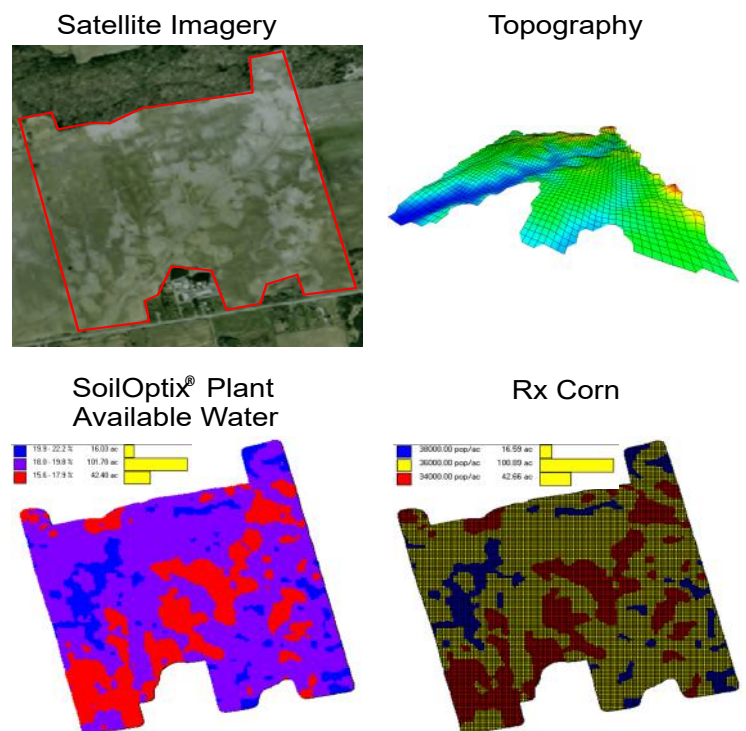 Satellite Imagery
Topography
SoilOptix® Plant
Available Water
19.9 - 22.2 % 16.03 ac
18.0 - 19.8 % 101.70 ac
15.6 - 17.9 % 42.40 ac
Rx Corn
38000.00 pop/ac 16.59 ac
36000.00 pop/ac 100.89 ac
34000.00 pop/ac 42.66 ac